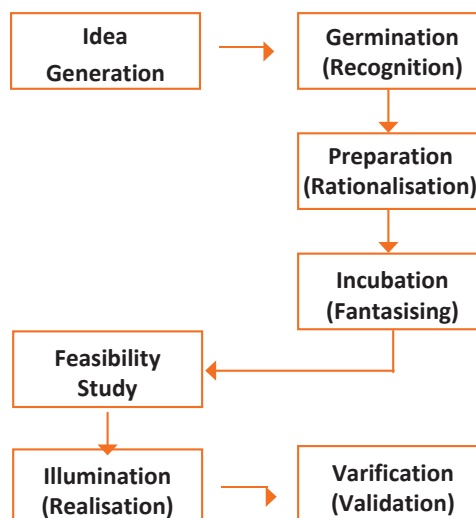 Idea
Generation
Germination
(Recognition)
Preparation
(Rationalisation)
Incubation
(Fantasising)
Feasibility
Study
Illumination
(Realisation)
Varification
(Validation)